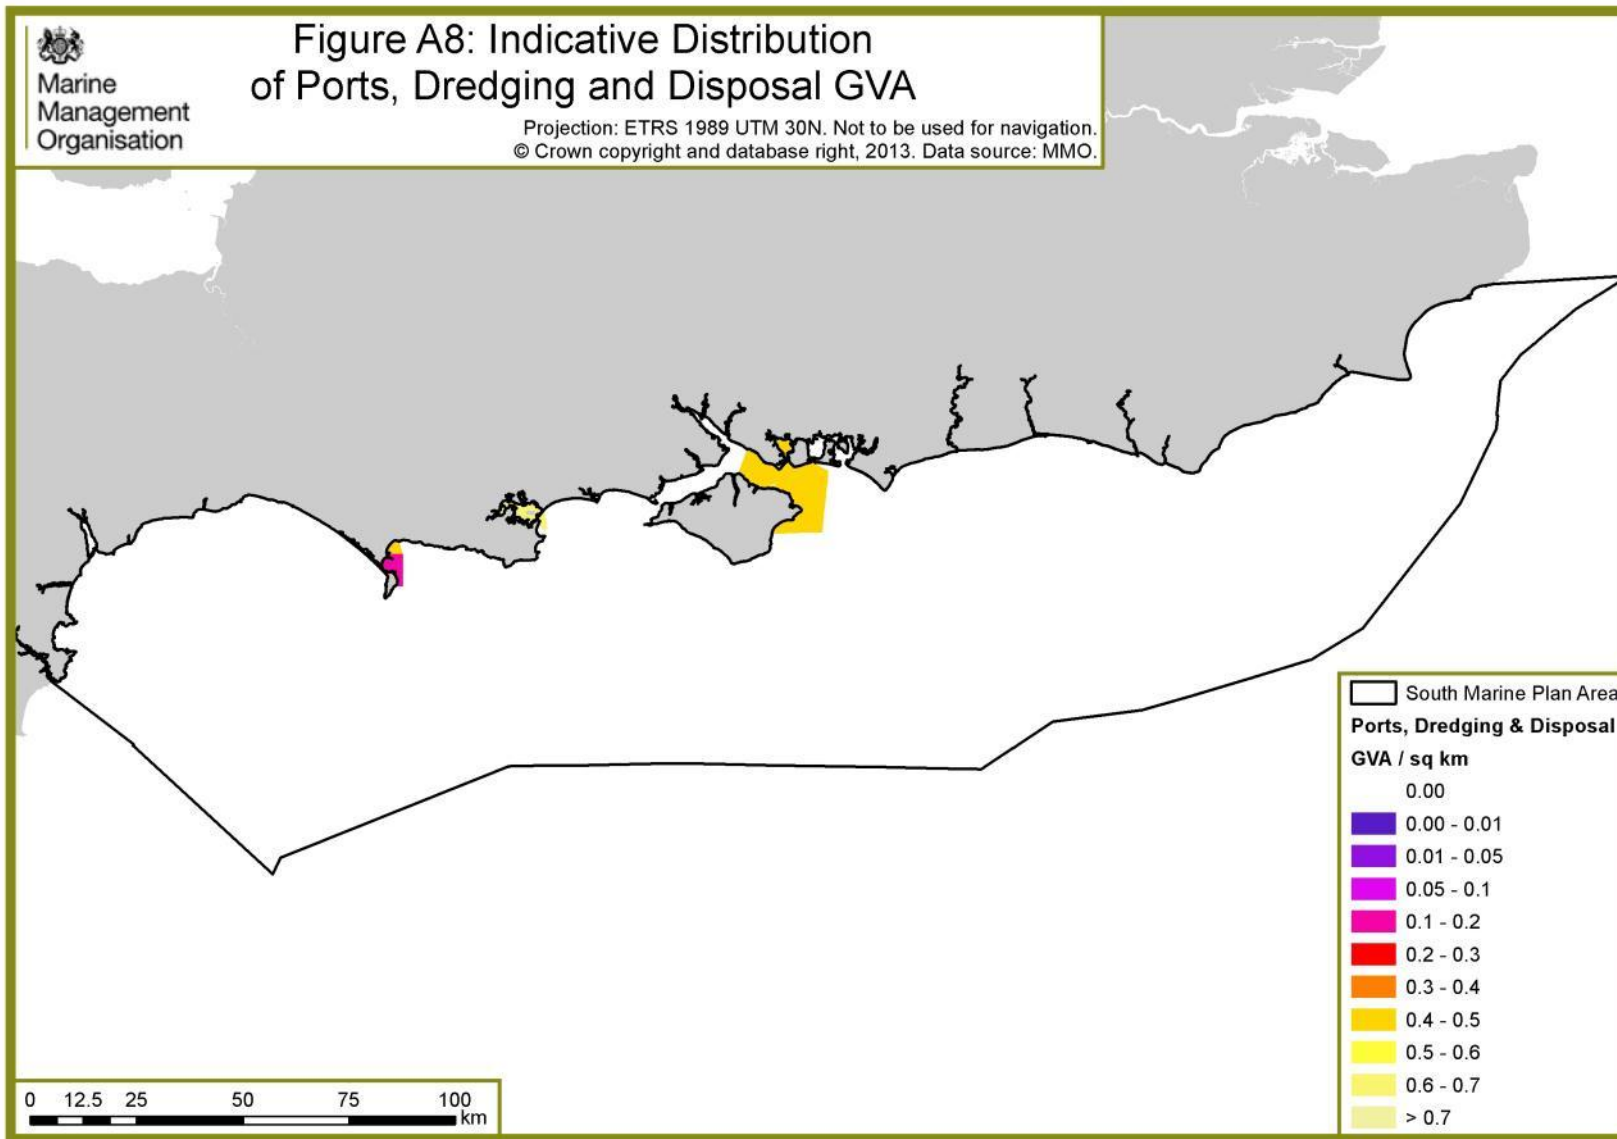 Marine
Management
Organisation
Figure A8: Indicative Distribution
of Ports, Dredging and Disposal GVA
Projection: ETRS 1989 UTM 30N. Not to be used for navigation.
© Crown copyright and database right, 2013. Data source: MMO.
South Marine Plan Area
Ports, Dredging & Disposal
GVA / sq km
0.00
0.00 - 0.01
0.01 - 0.05
0.05 - 0.1
0.1 - 0.2
0.2 - 0.3
0.3 - 0.4
0.4 - 0.5
0.5 - 0.6
0.6 - 0.7
> 0.7
0 12.5 25 50 75 100
km